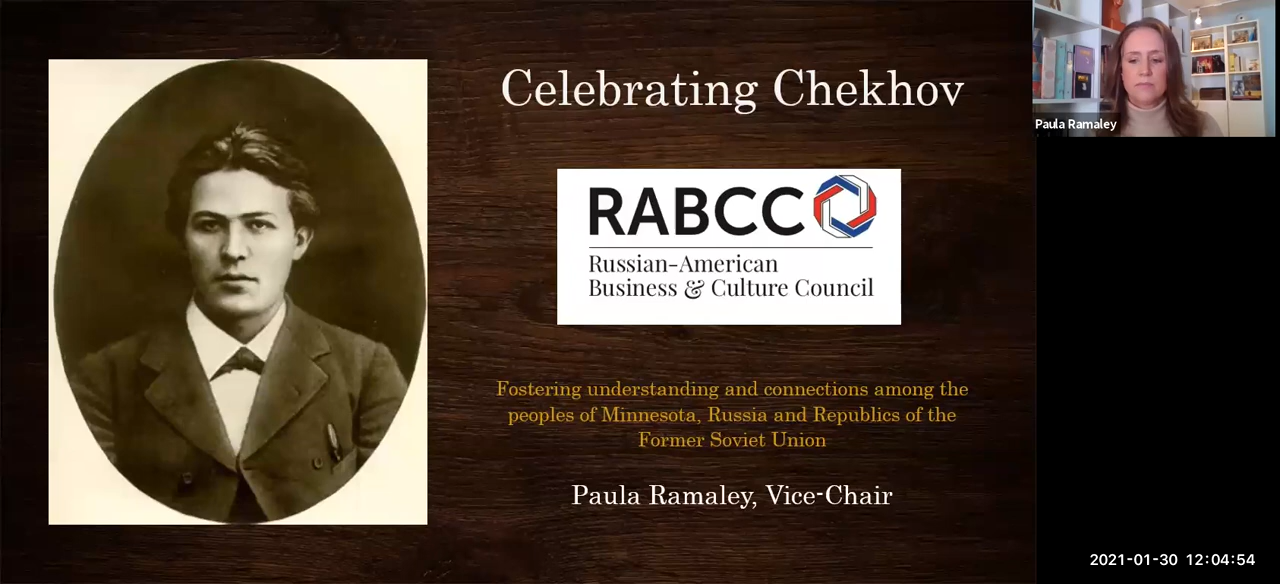 Celebrating Chekhov
RABCC
Russian-American
Business & Culture Council
Fostering understanding and connections among the
peoples of Minnesota, Russia and Republics of the
Former Soviet Union
Paula Ramaley, Vice-Chair
Paula Ramaley
2021-01-30 12:04:54